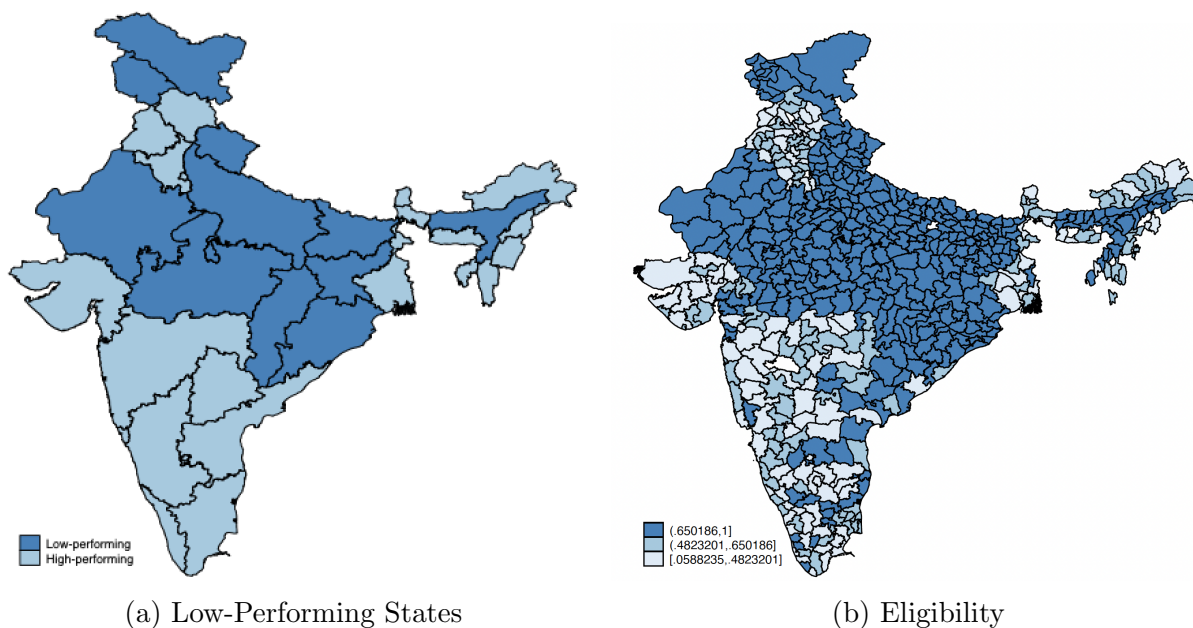 Low-performing
High-performing
(a) Low-Performing States
(.650186,1]
(.4823201,.650186]
[.0588235,.4823201]
(b) Eligibility